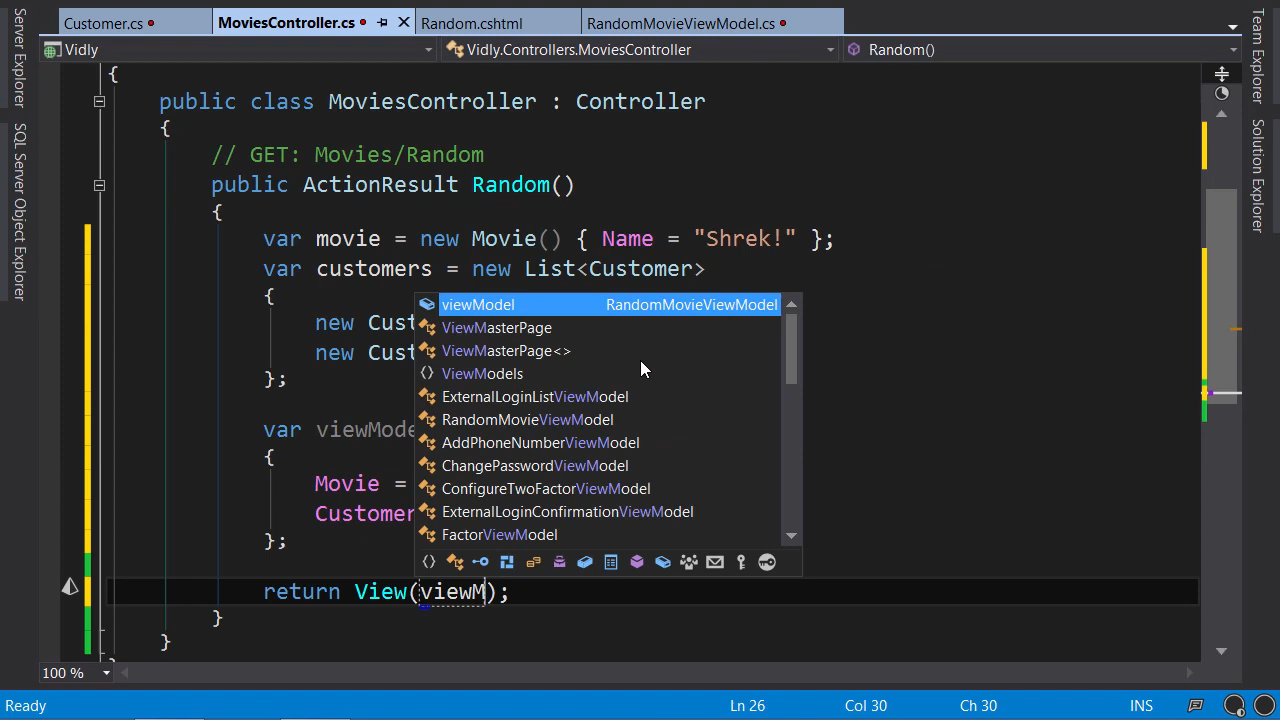 Customer.cs
MoviesController.cs
Random.cshtml
RandomMovieViewModel.cs
Vidly
Vidly.Controllers.MoviesController
Random()
Server Explorer
SQL Server Object Explorer
Team Explorer
Solution Explorer
{
public class MoviesController : Controller
{
// GET: Movies/Random
public ActionResult Random()
{
var movie = new Movie() { Name = "Shrek!" };
var customers = new List<Customer>
{
new Cust
new Cust
};
var viewMode
{
Movie =
Customer
};
return View(viewM);
}
}
viewModel RandomMovieViewModel
ViewMasterPage
ViewMasterPage<>
{} ViewModels
ExternalLoginListViewModel
RandomMovieViewModel
AddPhoneNumberViewModel
ChangePasswordViewModel
ConfigureTwoFactorViewModel
ExternalLoginConfirmationViewModel
FactorViewModel
{}
100 %
Ready
Ln 26
Col 30
Ch 30
INS